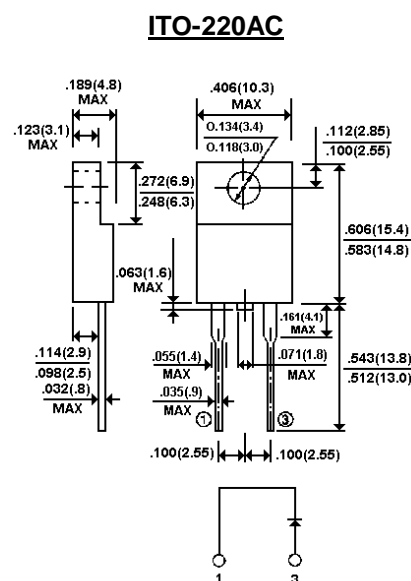 ITO-220AC
.189(4.8)
MAX
.406(10.3)
MAX
.123(3.1)
MAX
O.134(3.4)
O.118(3.0)
.112(2.85)
.100(2.55)
.272(6.9)
.248(6.3)
.606(15.4)
.583(14.8)
.063(1.6)
MAX
.161(4.1)
MAX
.114(2.9)
.098(2.5)
.032(.8)
MAX
.055(1.4)
MAX
.071(1.8)
MAX
.543(13.8)
.512(13.0)
.035(.9)
MAX
① ③
.100(2.55) .100(2.55)
1 3